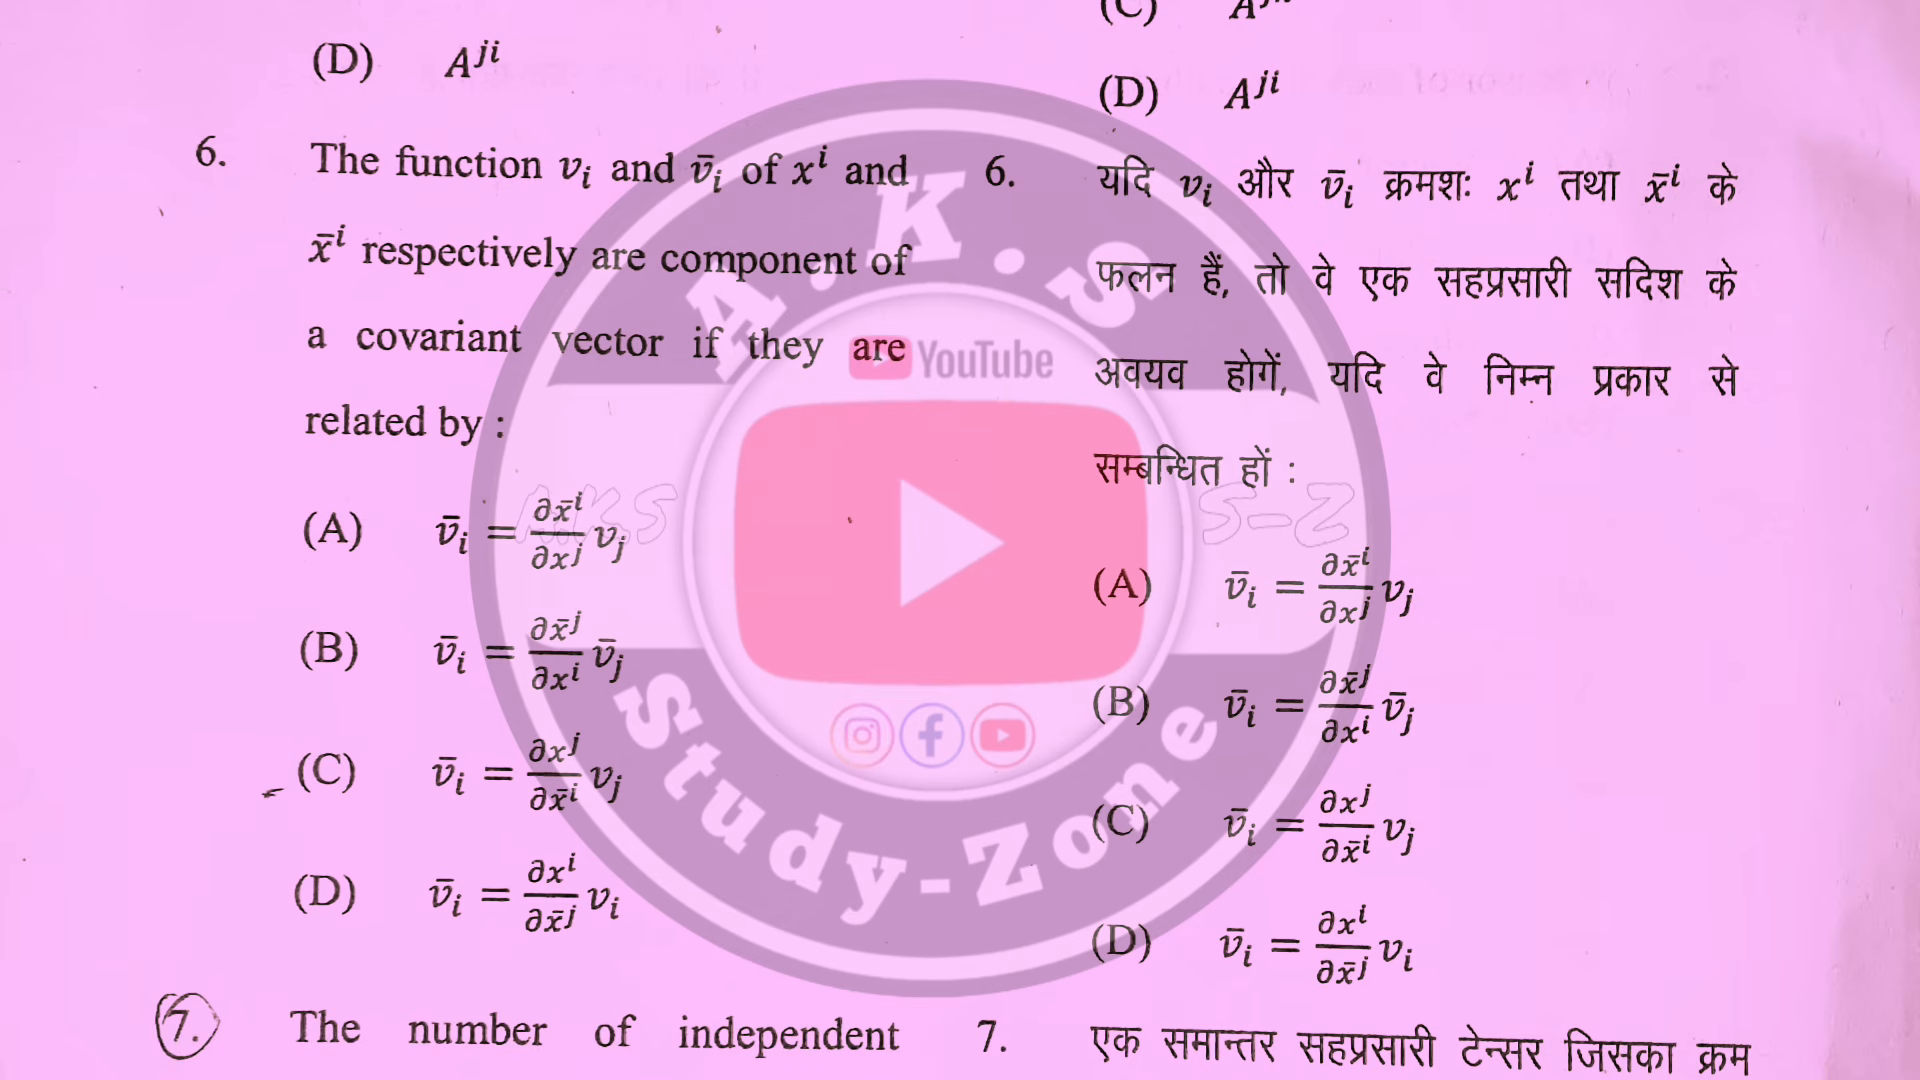 (D) A^{ji}
6. The function v_i and v̄_i of x^i and
x̄^i respectively are component of
a covariant vector if they are
related by :
(A) v̄_i = ∂x̄^i/∂x^j v_j
(B) v̄_i = ∂x̄^j/∂x^i v̄_j
(C) v̄_i = ∂x^j/∂x̄^i v_j
(D) v̄_i = ∂x^i/∂x̄^j v_i
7. The number of independent
(C)
(D) A^{ji}
6. यदि v_i और v̄_i क्रमशः x^i तथा x̄^i के
फलन हैं, तो वे एक सहप्रसारी सदिश के
अवयव होगें, यदि वे निम्न प्रकार से
सम्बन्धित हों :
(A) v̄_i = ∂x̄^i/∂x^j v_j
(B) v̄_i = ∂x̄^j/∂x^i v̄_j
(C) v̄_i = ∂x^j/∂x̄^i v_j
(D) v̄_i = ∂x^i/∂x̄^j v_i
7. एक समान्तर सहप्रसारी टेन्सर जिसका क्रम
A.K.S
YouTube
AKS S-Z
Study-Zone